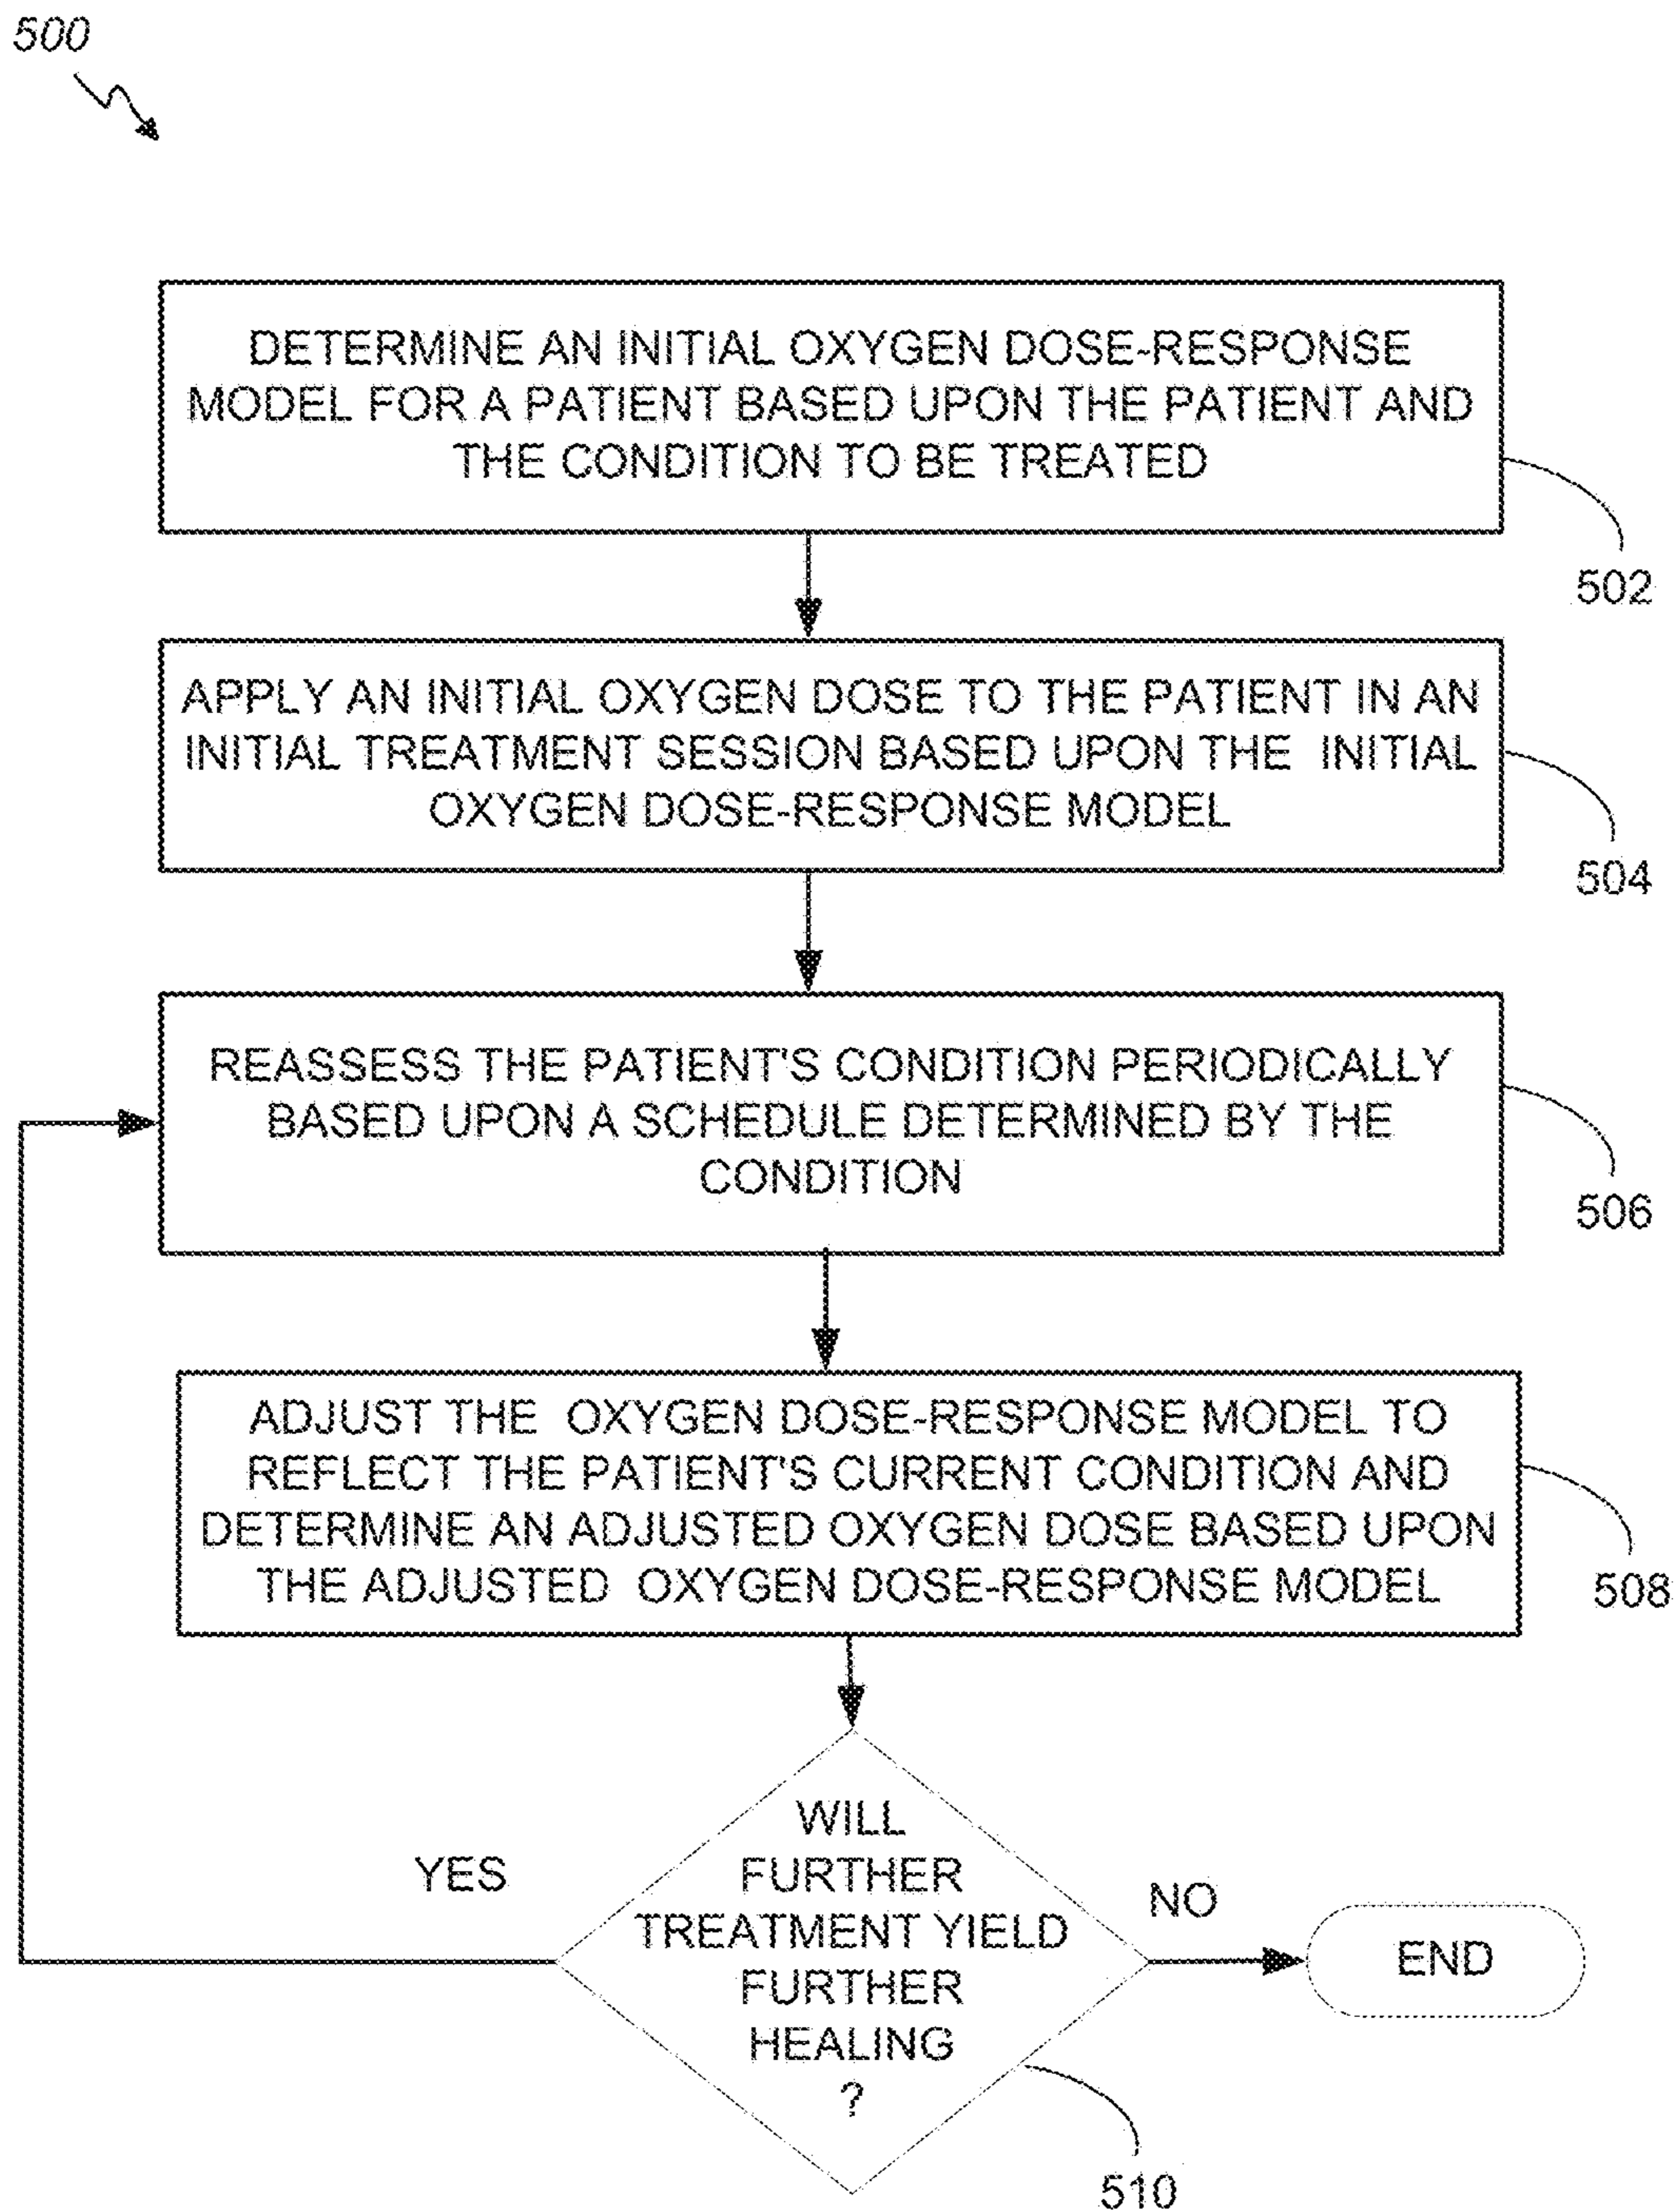 500
DETERMINE AN INITIAL OXYGEN DOSE-RESPONSE
MODEL FOR A PATIENT BASED UPON THE PATIENT AND
THE CONDITION TO BE TREATED
502
APPLY AN INITIAL OXYGEN DOSE TO THE PATIENT IN AN
INITIAL TREATMENT SESSION BASED UPON THE INITIAL
OXYGEN DOSE-RESPONSE MODEL
504
REASSESS THE PATIENT'S CONDITION PERIODICALLY
BASED UPON A SCHEDULE DETERMINED BY THE
CONDITION
506
ADJUST THE OXYGEN DOSE-RESPONSE MODEL TO
REFLECT THE PATIENT'S CURRENT CONDITION AND
DETERMINE AN ADJUSTED OXYGEN DOSE BASED UPON
THE ADJUSTED OXYGEN DOSE-RESPONSE MODEL
508
WILL
FURTHER
TREATMENT YIELD
FURTHER
HEALING
?
YES
NO
END
510